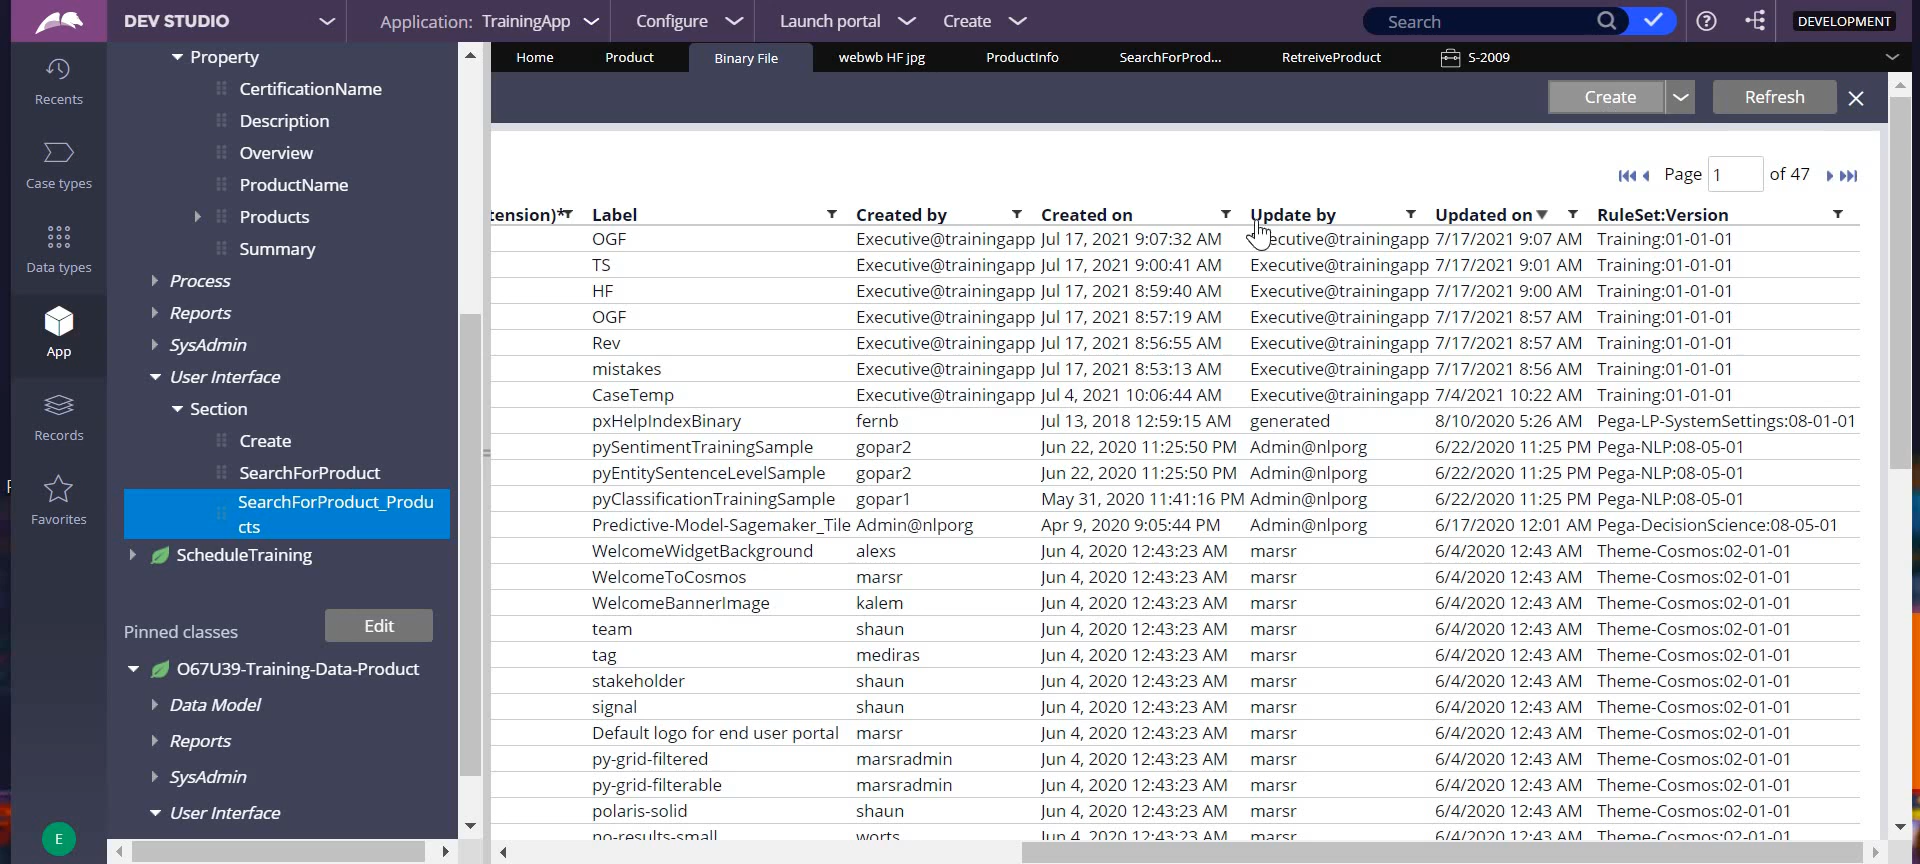 DEV STUDIO
Application: TrainingApp
Configure
Launch portal
Create
Search
DEVELOPMENT
Recents
Case types
Data types
App
Records
Favorites
E
Property
CertificationName
Description
Overview
ProductName
Products
Summary
Process
Reports
SysAdmin
User Interface
Section
Create
SearchForProduct
SearchForProduct_Produ
cts
ScheduleTraining
Pinned classes
Edit
O67U39-Training-Data-Product
Data Model
Reports
SysAdmin
User Interface
Home Product Binary File webwb HF jpg ProductInfo SearchForProd... RetreiveProduct S-2009
Create Refresh
Page 1 of 47
tension)* Label Created by Created on Update by Updated on RuleSet:Version
OGF Executive@trainingapp Jul 17, 2021 9:07:32 AM ecutive@trainingapp 7/17/2021 9:07 AM Training:01-01-01
TS Executive@trainingapp Jul 17, 2021 9:00:41 AM Executive@trainingapp 7/17/2021 9:01 AM Training:01-01-01
HF Executive@trainingapp Jul 17, 2021 8:59:40 AM Executive@trainingapp 7/17/2021 9:00 AM Training:01-01-01
OGF Executive@trainingapp Jul 17, 2021 8:57:19 AM Executive@trainingapp 7/17/2021 8:57 AM Training:01-01-01
Rev Executive@trainingapp Jul 17, 2021 8:56:55 AM Executive@trainingapp 7/17/2021 8:57 AM Training:01-01-01
mistakes Executive@trainingapp Jul 17, 2021 8:53:13 AM Executive@trainingapp 7/17/2021 8:56 AM Training:01-01-01
CaseTemp Executive@trainingapp Jul 4, 2021 10:06:44 AM Executive@trainingapp 7/4/2021 10:22 AM Training:01-01-01
pxHelpIndexBinary fernb Jul 13, 2018 12:59:15 AM generated 8/10/2020 5:26 AM Pega-LP-SystemSettings:08-01-01
pySentimentTrainingSample gopar2 Jun 22, 2020 11:25:50 PM Admin@nlporg 6/22/2020 11:25 PM Pega-NLP:08-05-01
pyEntitySentenceLevelSample gopar2 Jun 22, 2020 11:25:50 PM Admin@nlporg 6/22/2020 11:25 PM Pega-NLP:08-05-01
pyClassificationTrainingSample gopar1 May 31, 2020 11:41:16 PM Admin@nlporg 6/22/2020 11:25 PM Pega-NLP:08-05-01
Predictive-Model-Sagemaker_Tile Admin@nlporg Apr 9, 2020 9:05:44 PM Admin@nlporg 6/17/2020 12:01 AM Pega-DecisionScience:08-05-01
WelcomeWidgetBackground alexs Jun 4, 2020 12:43:23 AM marsr 6/4/2020 12:43 AM Theme-Cosmos:02-01-01
WelcomeToCosmos marsr Jun 4, 2020 12:43:23 AM marsr 6/4/2020 12:43 AM Theme-Cosmos:02-01-01
WelcomeBannerImage kalem Jun 4, 2020 12:43:23 AM marsr 6/4/2020 12:43 AM Theme-Cosmos:02-01-01
team shaun Jun 4, 2020 12:43:23 AM marsr 6/4/2020 12:43 AM Theme-Cosmos:02-01-01
tag mediras Jun 4, 2020 12:43:23 AM marsr 6/4/2020 12:43 AM Theme-Cosmos:02-01-01
stakeholder shaun Jun 4, 2020 12:43:23 AM marsr 6/4/2020 12:43 AM Theme-Cosmos:02-01-01
signal shaun Jun 4, 2020 12:43:23 AM marsr 6/4/2020 12:43 AM Theme-Cosmos:02-01-01
Default logo for end user portal marsr Jun 4, 2020 12:43:23 AM marsr 6/4/2020 12:43 AM Theme-Cosmos:02-01-01
py-grid-filtered marsradmin Jun 4, 2020 12:43:23 AM marsr 6/4/2020 12:43 AM Theme-Cosmos:02-01-01
py-grid-filterable marsradmin Jun 4, 2020 12:43:23 AM marsr 6/4/2020 12:43 AM Theme-Cosmos:02-01-01
polaris-solid shaun Jun 4, 2020 12:43:23 AM marsr 6/4/2020 12:43 AM Theme-Cosmos:02-01-01
no-results-small worts Jun 4, 2020 12:43:23 AM marsr 6/4/2020 12:43 AM Theme-Cosmos:02-01-01